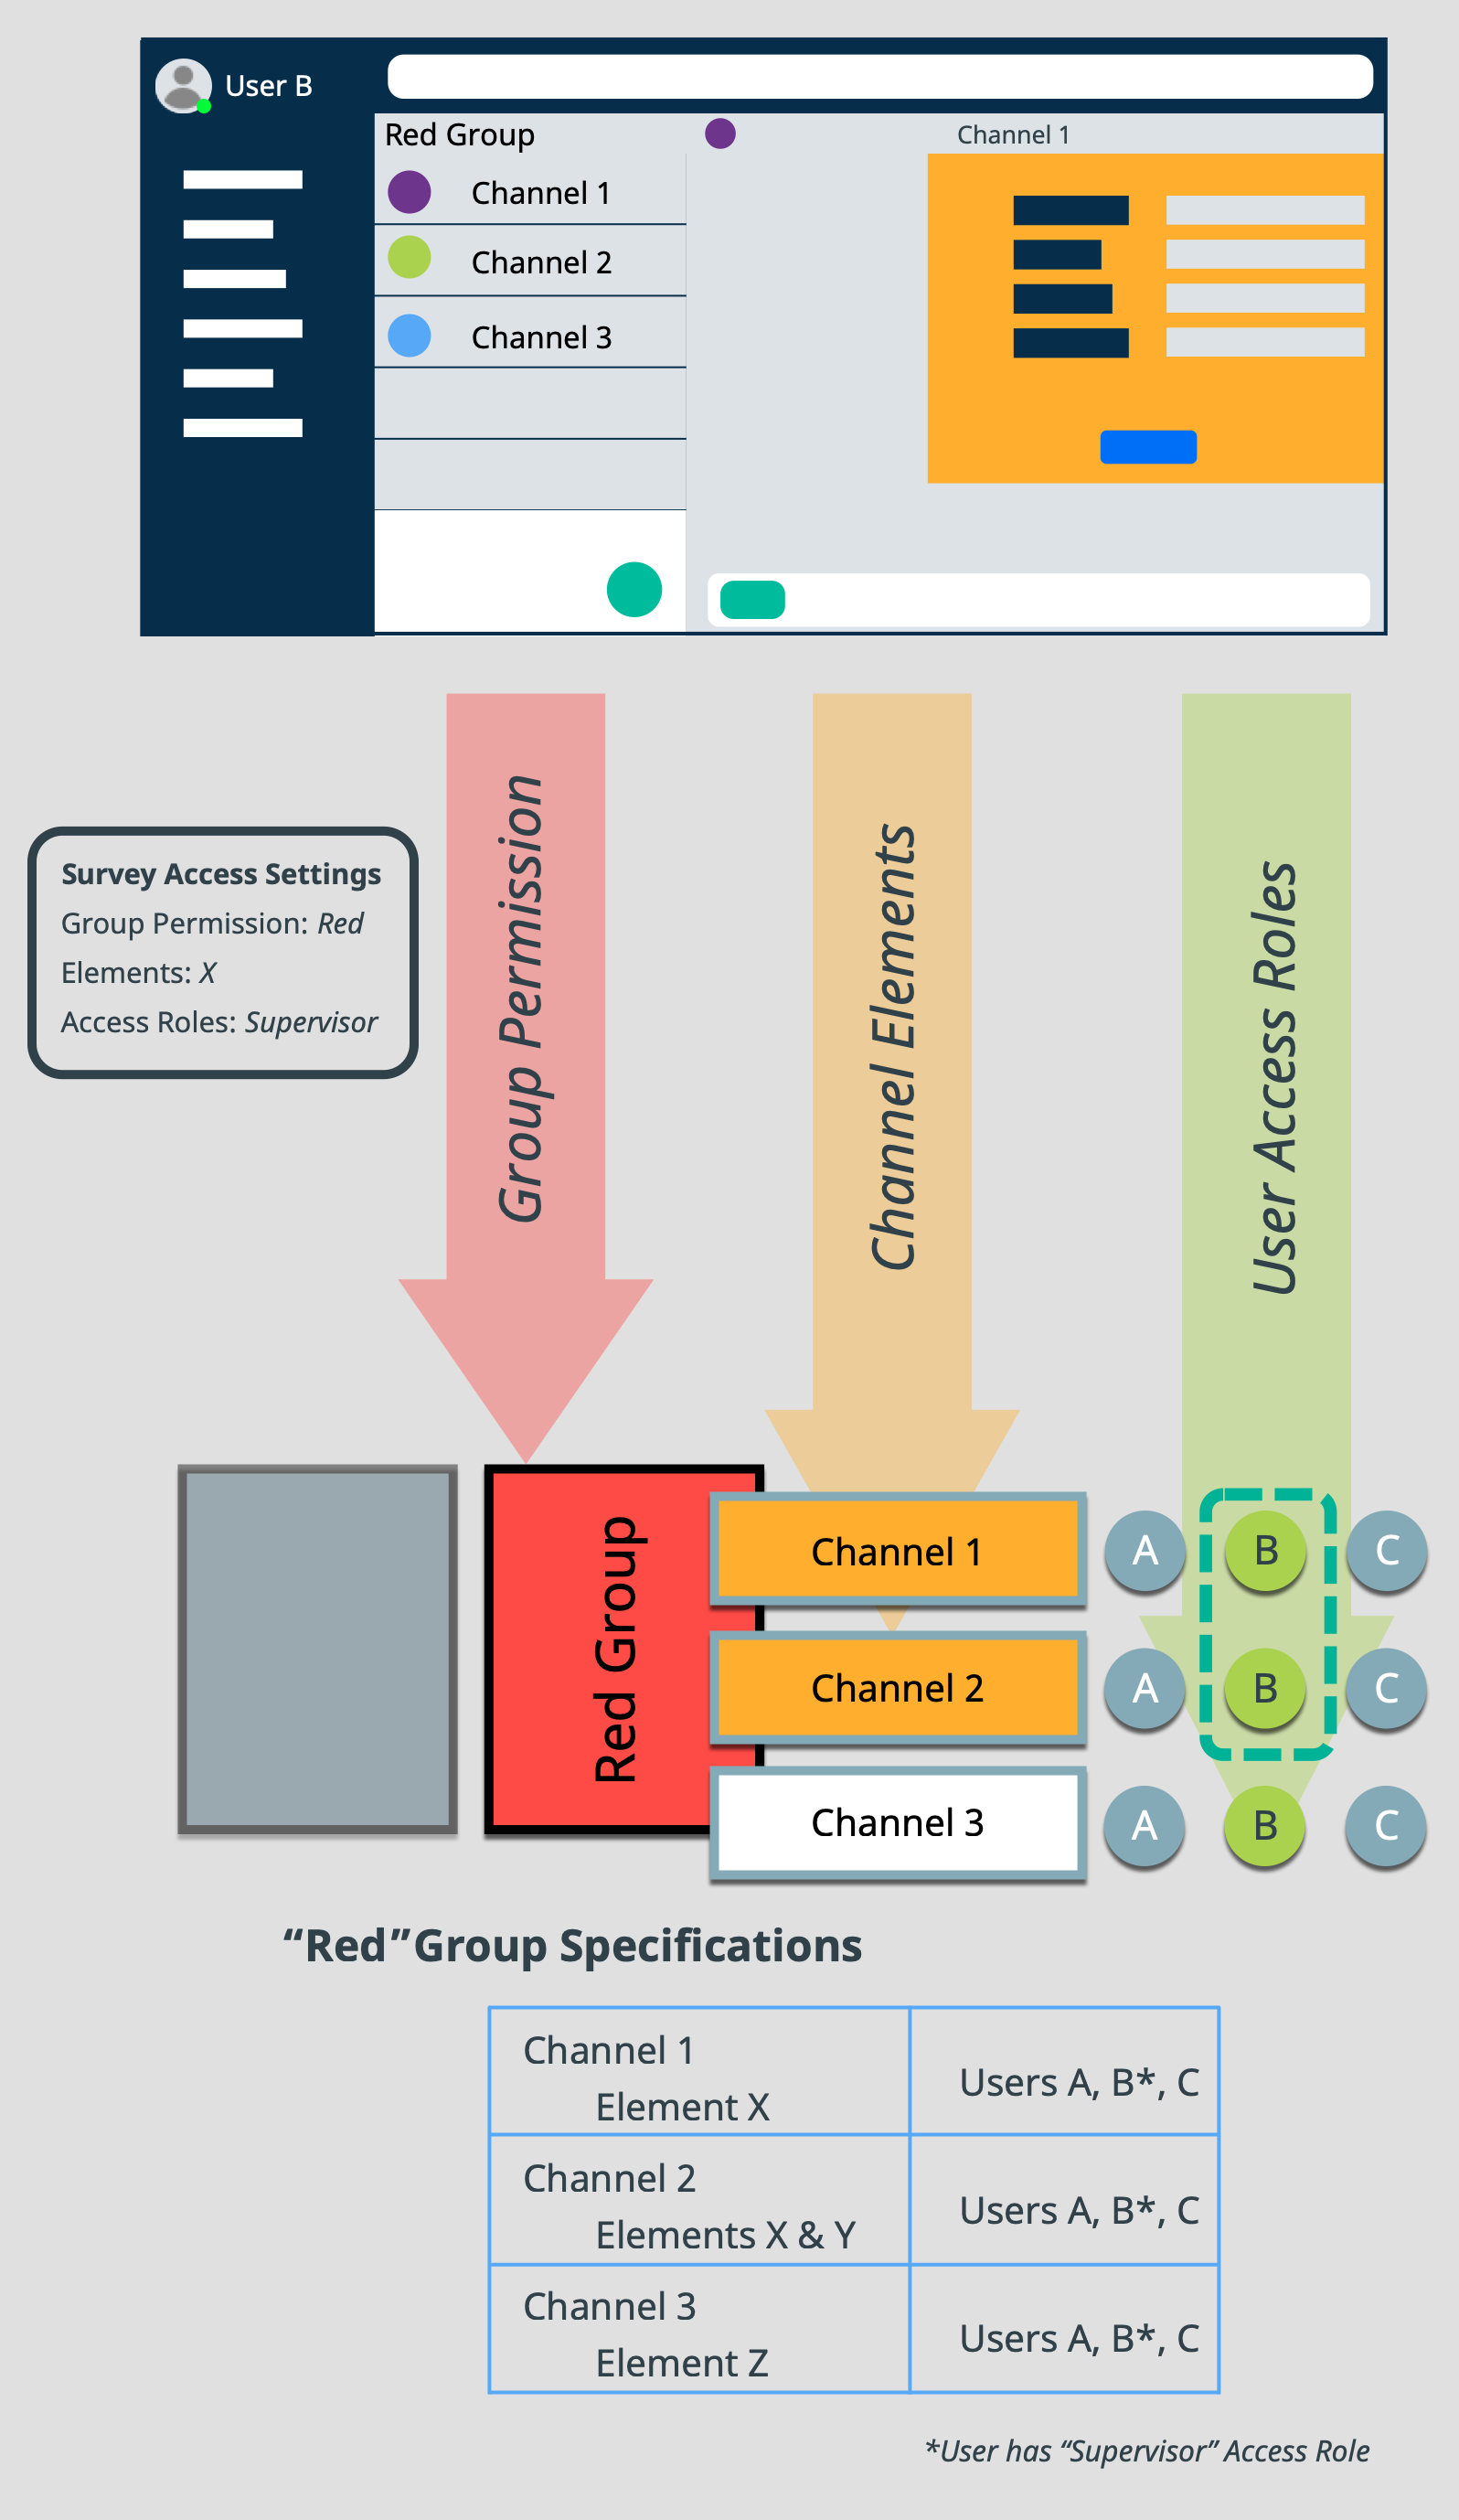 User B
Red Group
Channel 1
Channel 1
Channel 2
Channel 3
Survey Access Settings
Group Permission: Red
Elements: X
Access Roles: Supervisor
Group Permission
Channel Elements
User Access Roles
Red Group
Channel 1
A B C
Channel 2
A B C
Channel 3
A B C
“Red”Group Specifications
Channel 1
Element X
Users A, B*, C
Channel 2
Elements X & Y
Users A, B*, C
Channel 3
Element Z
Users A, B*, C
*User has “Supervisor” Access Role